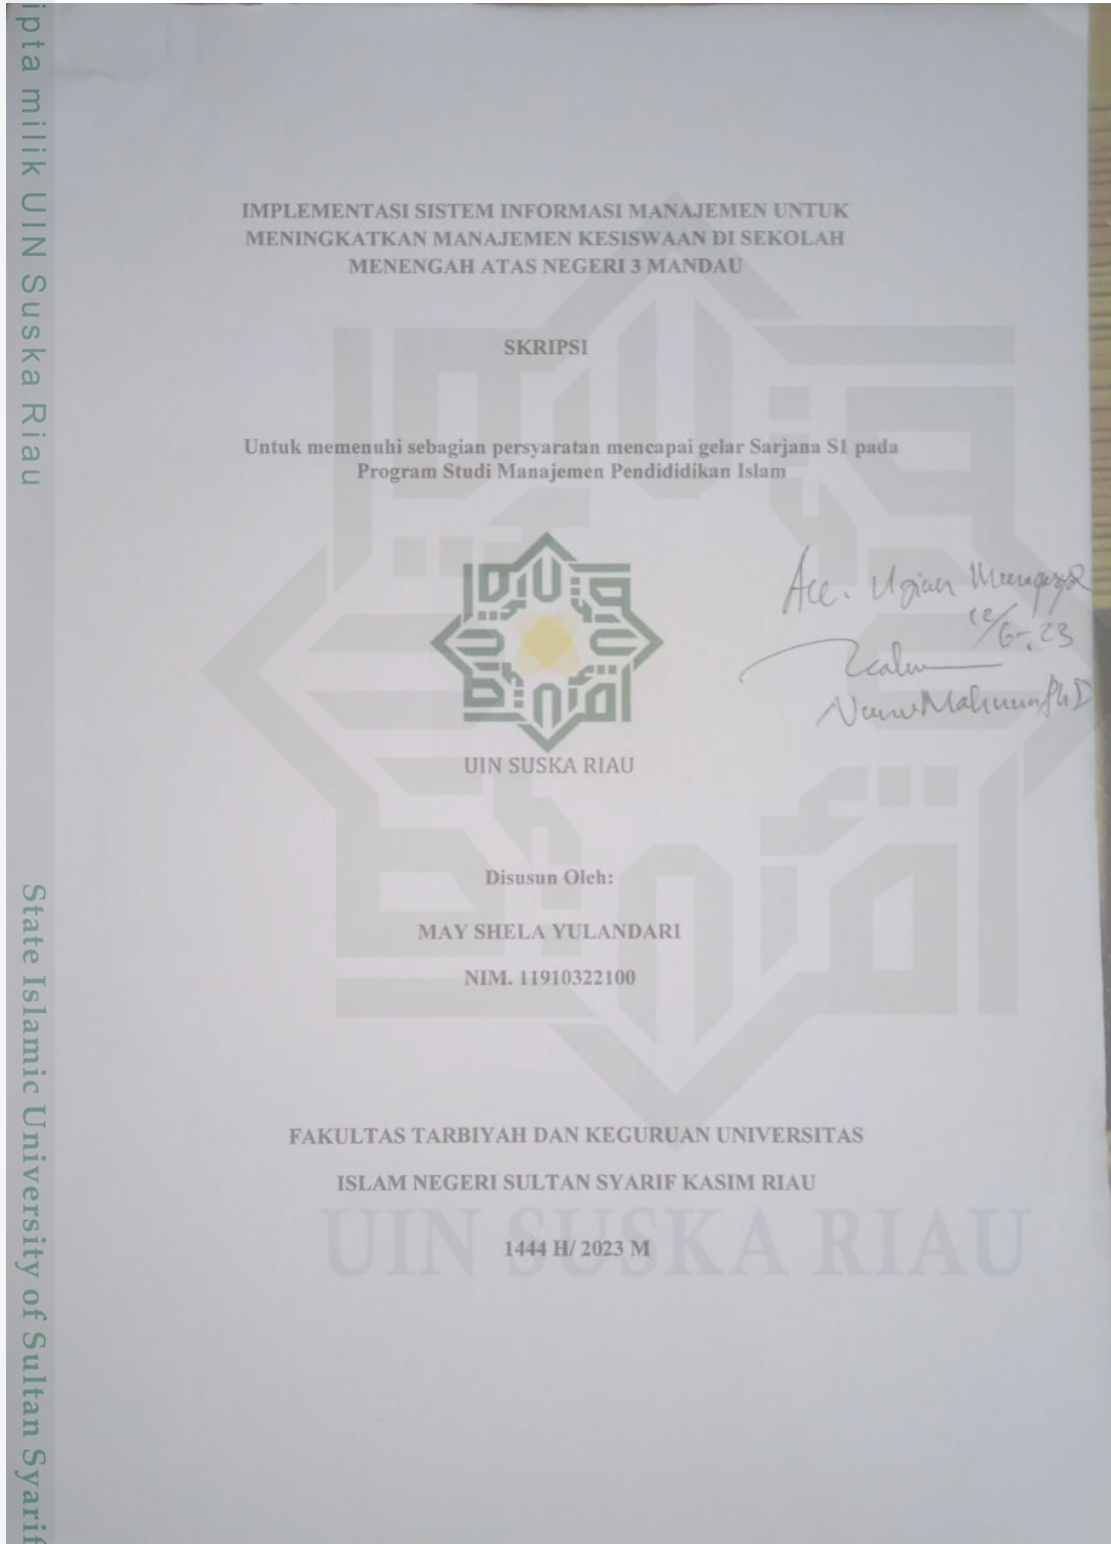 ipta milik UIN Suska Riau
State Islamic University of Sultan Syarif
IMPLEMENTASI SISTEM INFORMASI MANAJEMEN UNTUK
MENINGKATKAN MANAJEMEN KESISWAAN DI SEKOLAH
MENENGAH ATAS NEGERI 3 MANDAU
SKRIPSI
Untuk memenuhi sebagian persyaratan mencapai gelar Sarjana S1 pada
Program Studi Manajemen Pendididikan Islam
UIN SUSKA RIAU
Acc. Ujian
12/6-23
Disusun Oleh:
MAY SHELA YULANDARI
NIM. 11910322100
FAKULTAS TARBIYAH DAN KEGURUAN UNIVERSITAS
ISLAM NEGERI SULTAN SYARIF KASIM RIAU
UIN SUSKA RIAU
1444 H/ 2023 M